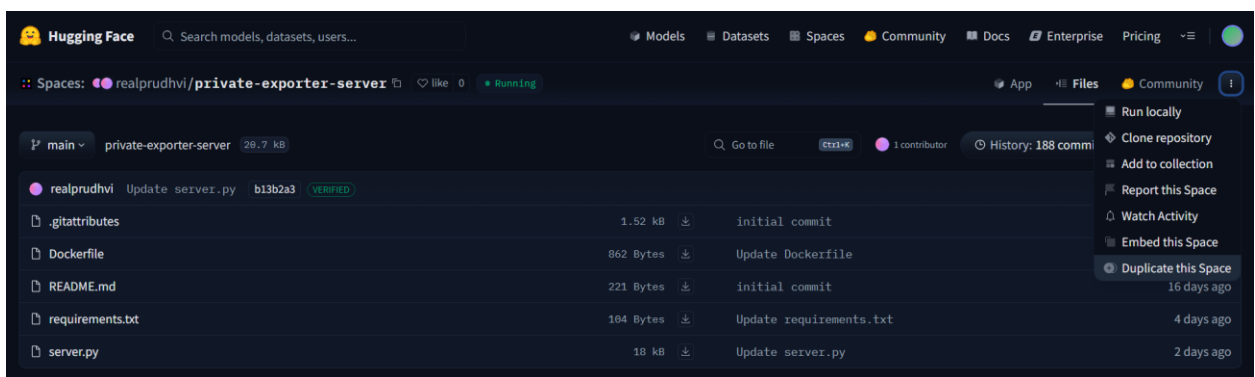 Hugging Face Search models, datasets, users... Models Datasets Spaces Community Docs Enterprise Pricing
Spaces: realprudhvi/private-exporter-server like 0 Running App Files Community
Run locally
Clone repository
Add to collection
Report this Space
Watch Activity
Embed this Space
Duplicate this Space
main private-exporter-server 20.7 kB Go to file Ctrl+K 1 contributor History: 188 commi
realprudhvi Update server.py b13b2a3 VERIFIED
.gitattributes 1.52 kB initial commit
Dockerfile 862 Bytes Update Dockerfile
README.md 221 Bytes initial commit 16 days ago
requirements.txt 104 Bytes Update requirements.txt 4 days ago
server.py 18 kB Update server.py 2 days ago